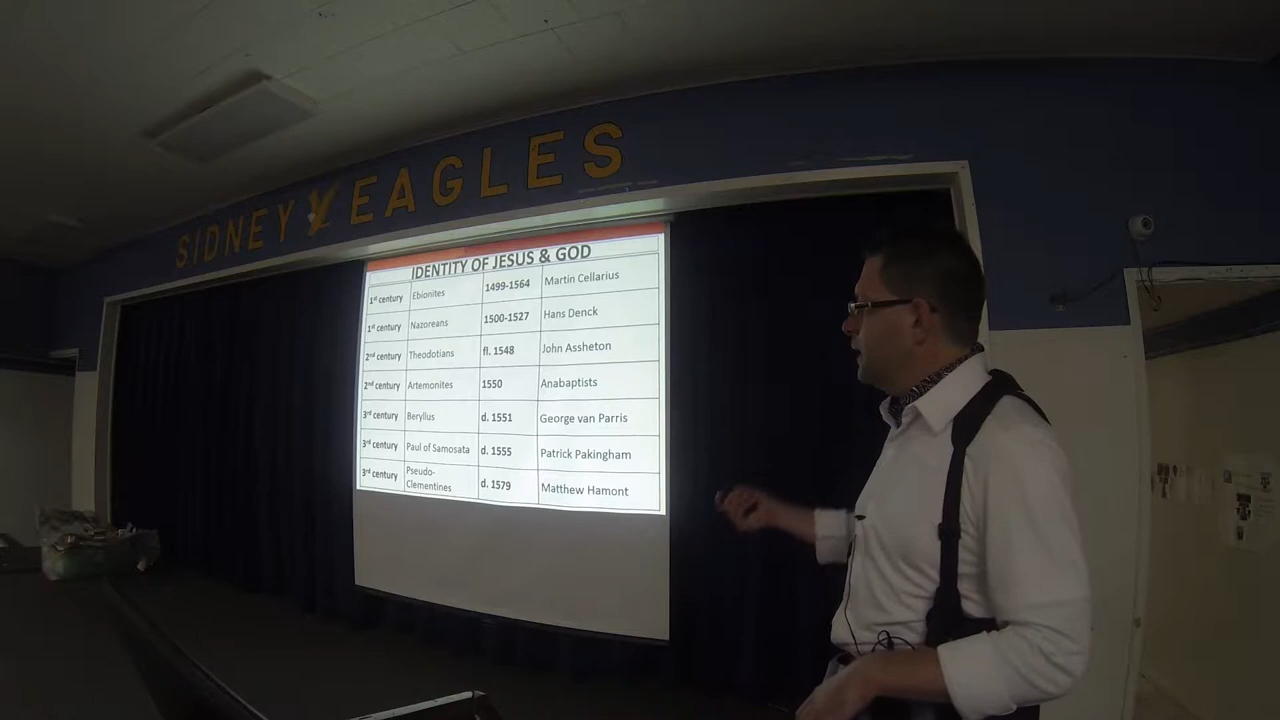 SIDNEY EAGLES
IDENTITY OF JESUS & GOD
1st century Ebionites 1499-1564 Martin Cellarius
1st century Nazoreans 1500-1527 Hans Denck
2nd century Theodotians fl. 1548 John Assheton
2nd century Artemonites 1550 Anabaptists
3rd century Beryllus d. 1551 George van Parris
3rd century Paul of Samosata d. 1555 Patrick Pakingham
3rd century Pseudo-
Clementines d. 1579 Matthew Hamont